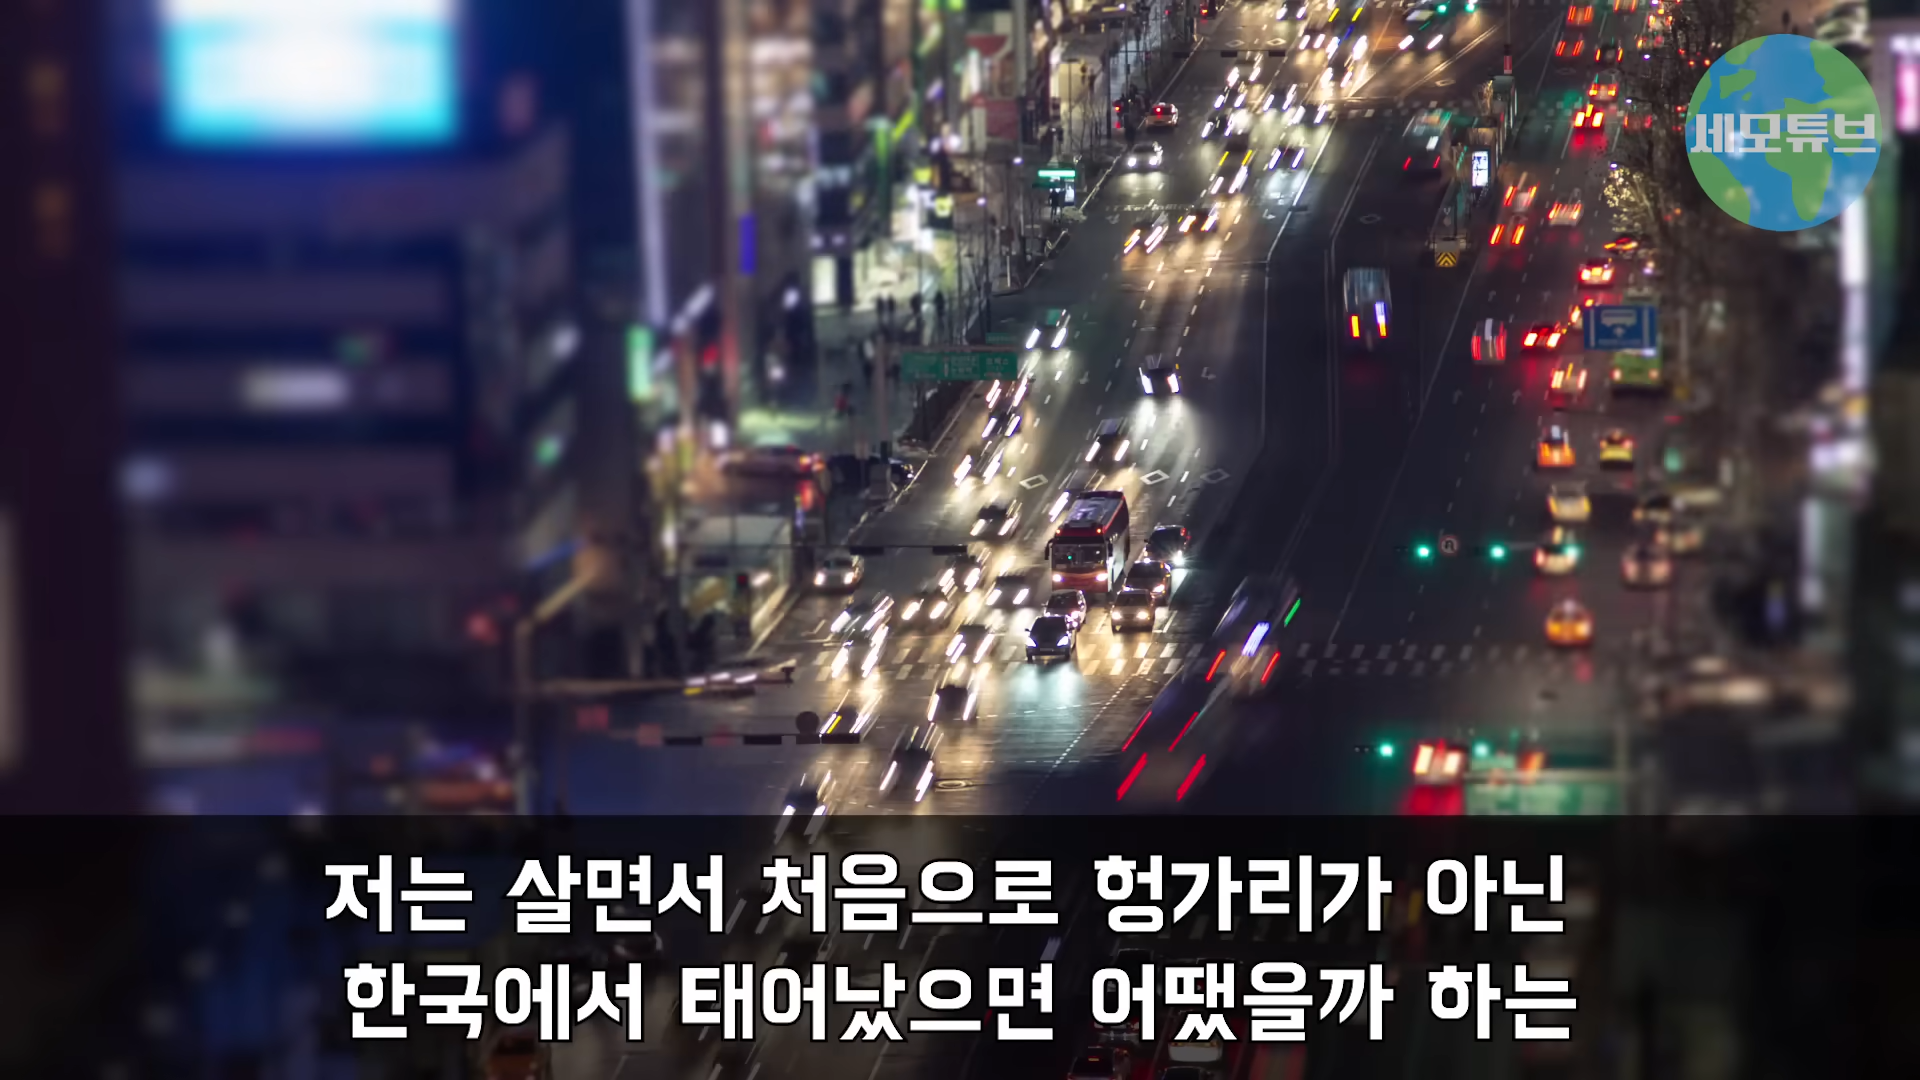 세모튜브
저는 살면서 처음으로 헝가리가 아닌
한국에서 태어났으면 어땠을까 하는